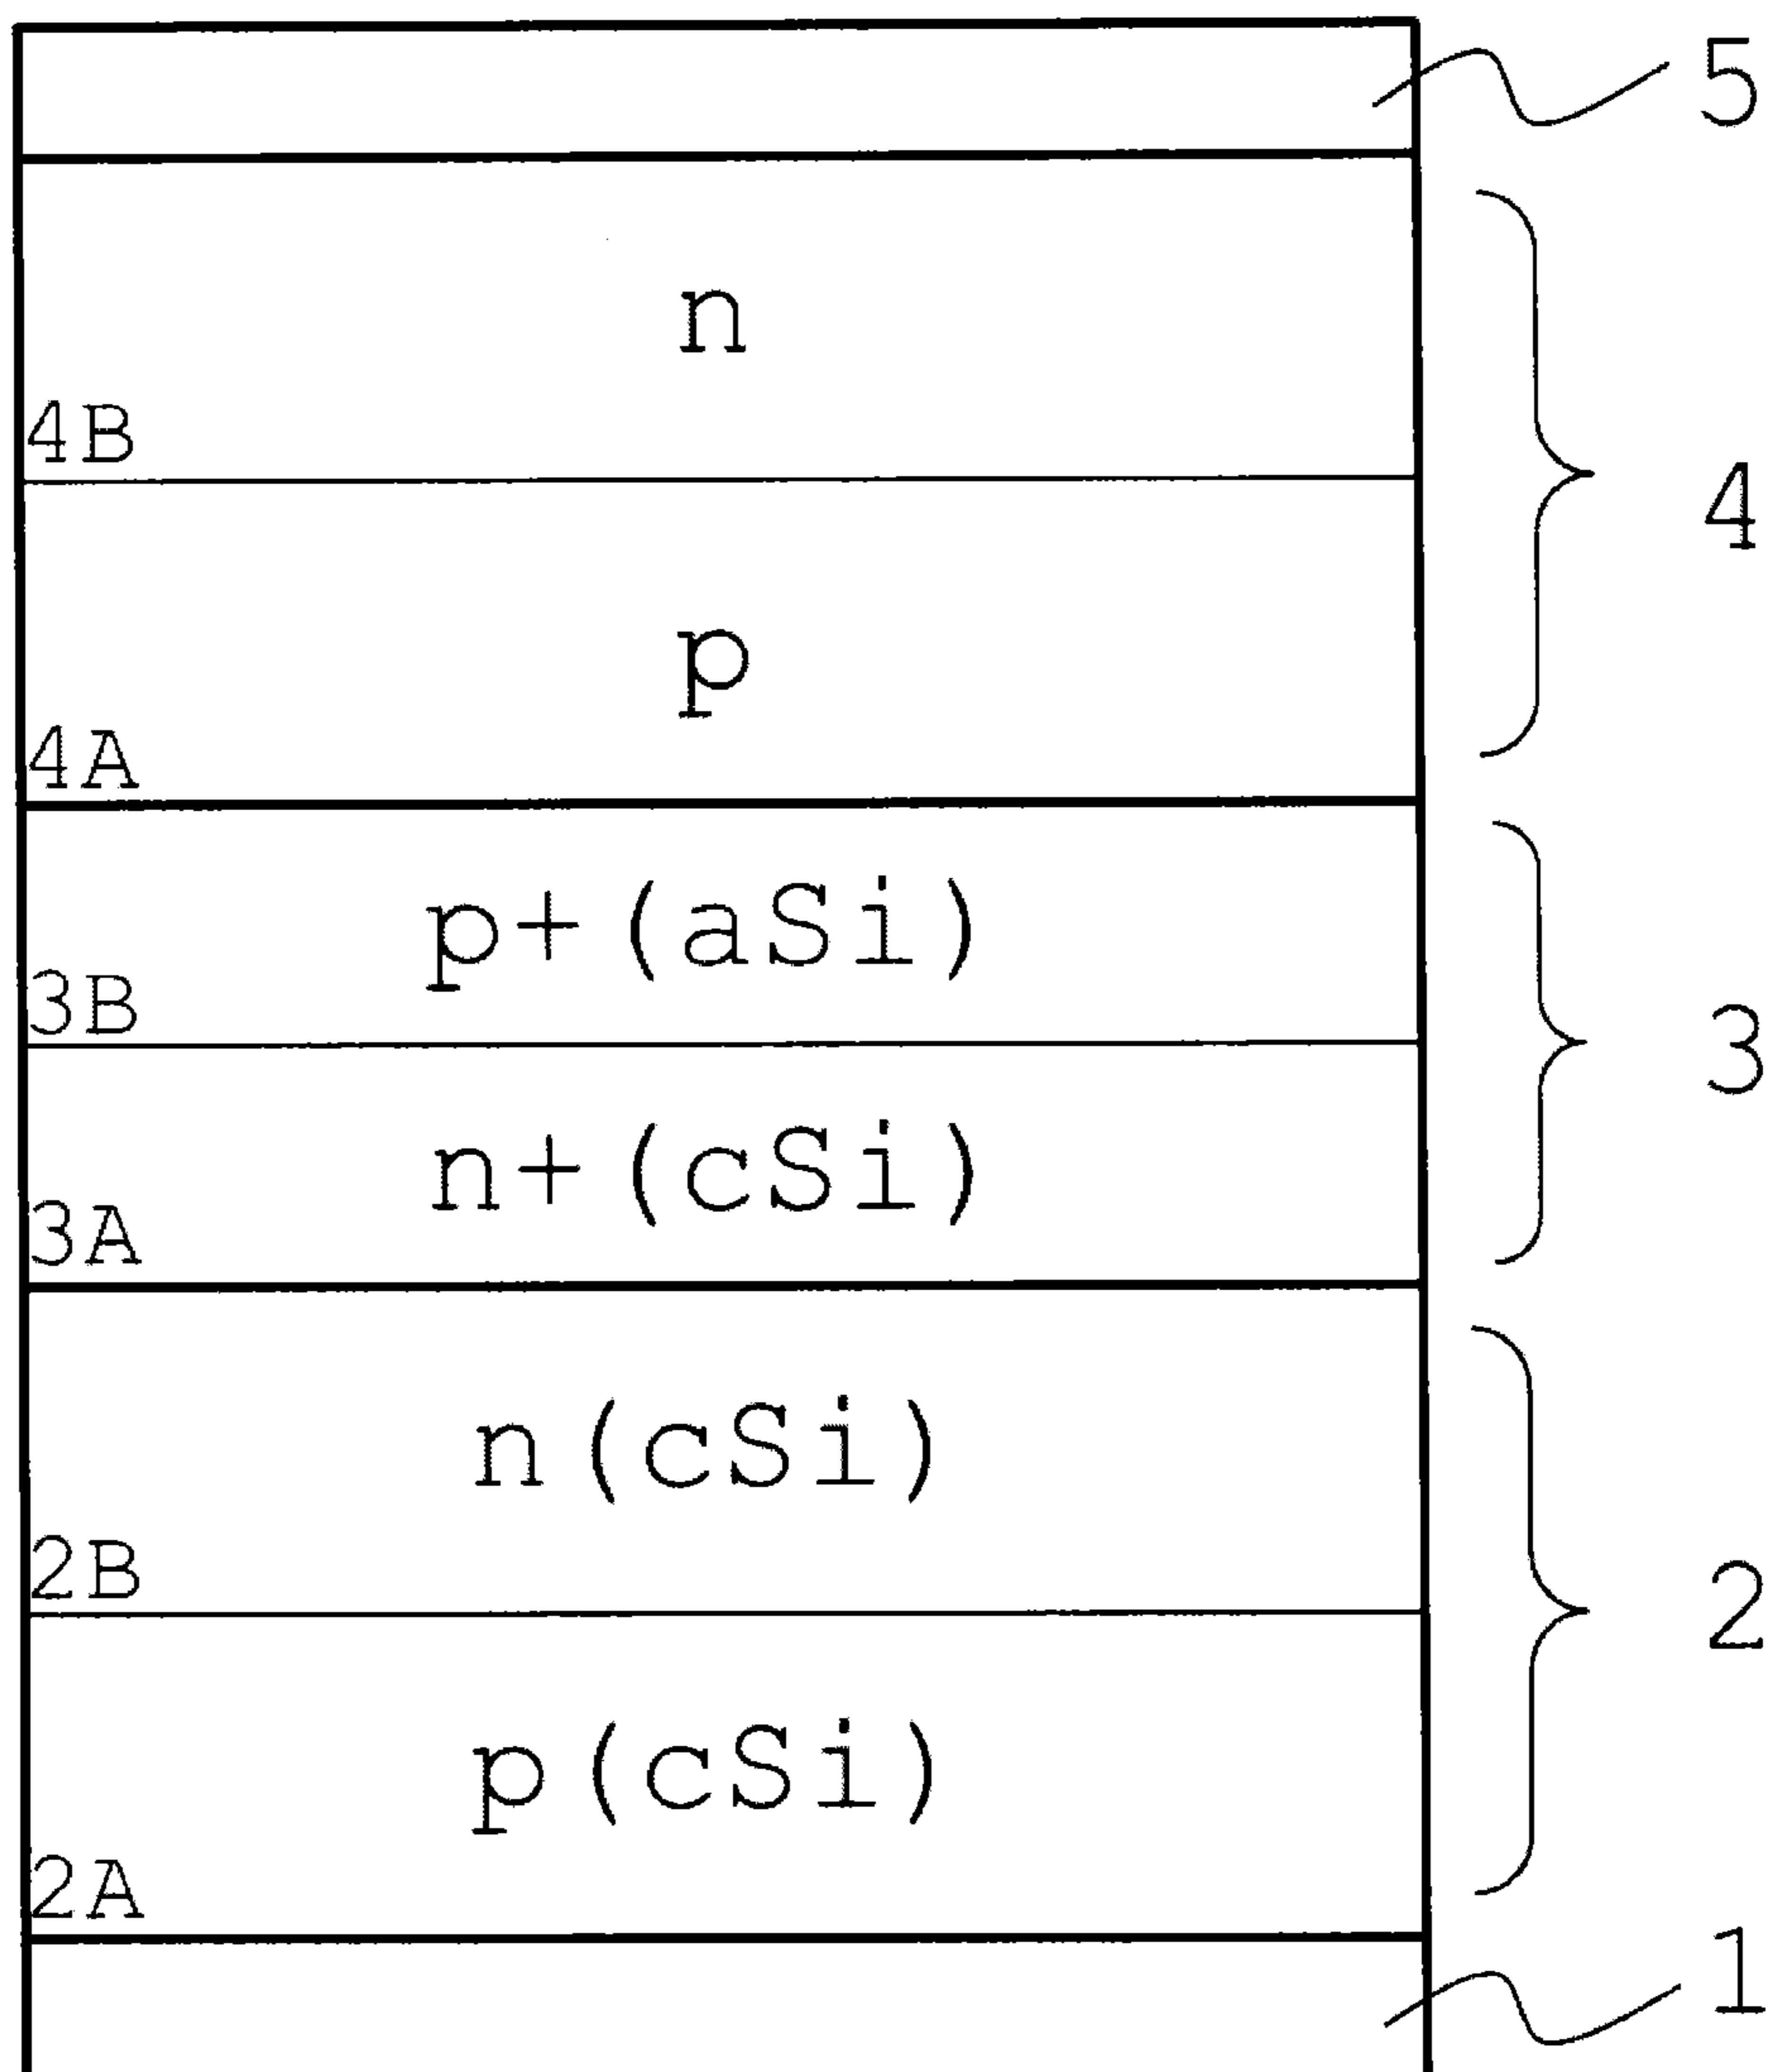 5
n
4B
4
p
4A
p+(aSi)
3B
3
n+(cSi)
3A
n(cSi)
2B
2
p(cSi)
2A
1